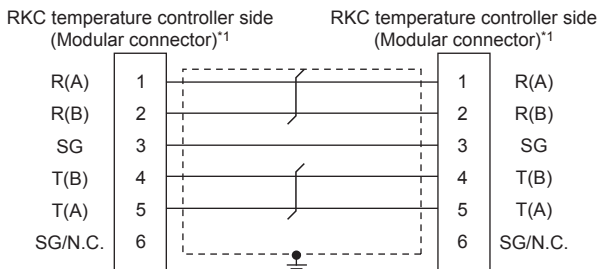 RKC temperature controller side RKC temperature controller side
(Modular connector)*1 (Modular connector)*1
R(A) 1 1 R(A)
R(B) 2 2 R(B)
SG 3 3 SG
T(B) 4 4 T(B)
T(A) 5 5 T(A)
SG/N.C. 6 6 SG/N.C.